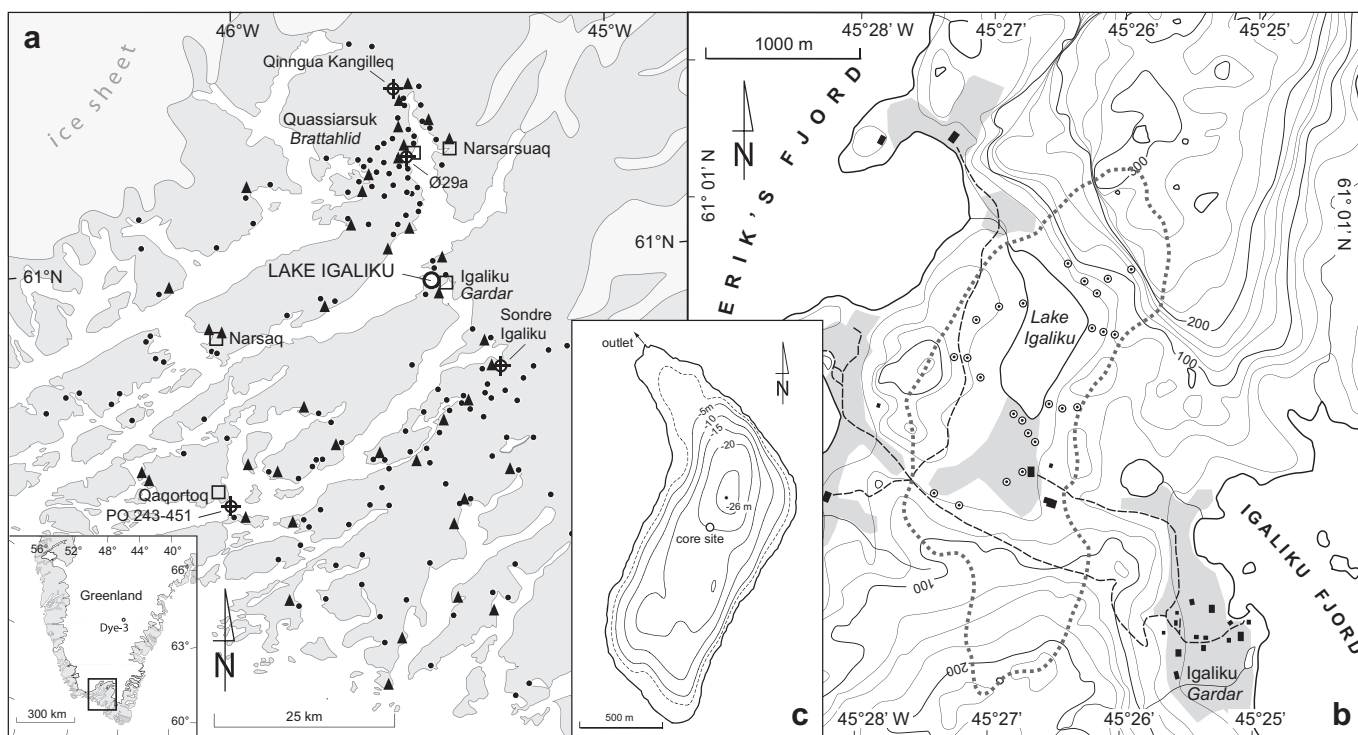 a
46°W
45°W
ice sheet
Qinngua Kangilleq
Quassiarsuk
Brattahlid
Narsarsuaq
Ø29a
61°N
61°N
LAKE IGALIKU
Igaliku
Gardar
Sondre
Igaliku
Narsaq
Qaqortoq
PO 243-451
25 km
N
56°
52
48
44
40°
66°
Greenland
Dye-3
63°
60°
300 km
outlet
N
-5m
-10
-15
-20
-26 m
core site
500 m
c
45°28' W
45°27'
45°26'
45°25'
1000 m
N
ERIK'S FJORD
61° 01' N
61° 01' N
300
200
100
Lake
Igaliku
100
200
IGALIKU FJORD
Igaliku
Gardar
45°28' W
45°27'
45°26'
45°25'
b